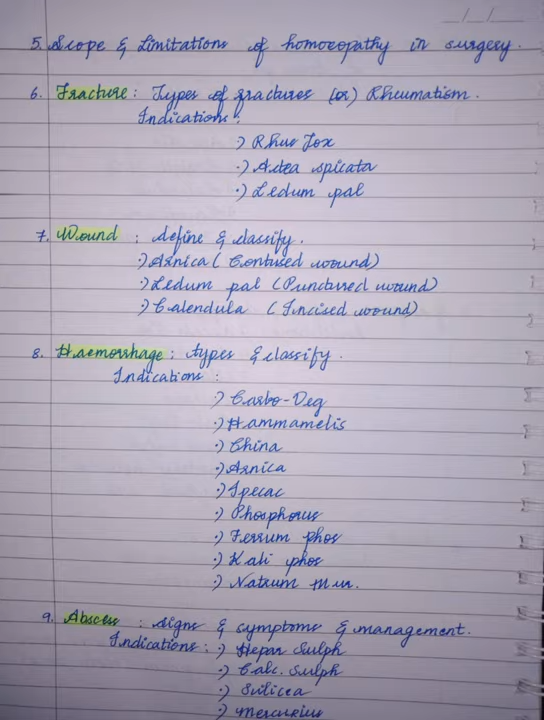 5. Scope & Limitations of homoeopathy in surgery.
6. Fracture : Types of fractures (or) Rheumatism.
Indications :
·) Rhus Tox
·) Actea spicata
·) Ledum pal
7. Wound : define & classify.
·) Arnica ( Contused wound)
·) Ledum pal (Punctured wound)
·) Calendula ( Incised wound)
8. Haemorrhage : types & classify.
Indications :
·) Carbo-Veg
·) Hammamelis
·) China
·) Arnica
·) Ipecac
·) Phosphorus
·) Ferrum phos
·) Kali phos
·) Natrum mur.
9. Abscess : signs & symptoms & management.
Indications : ·) Hepar Sulph
·) Calc. Sulph
·) Silicea
·) Mercurius